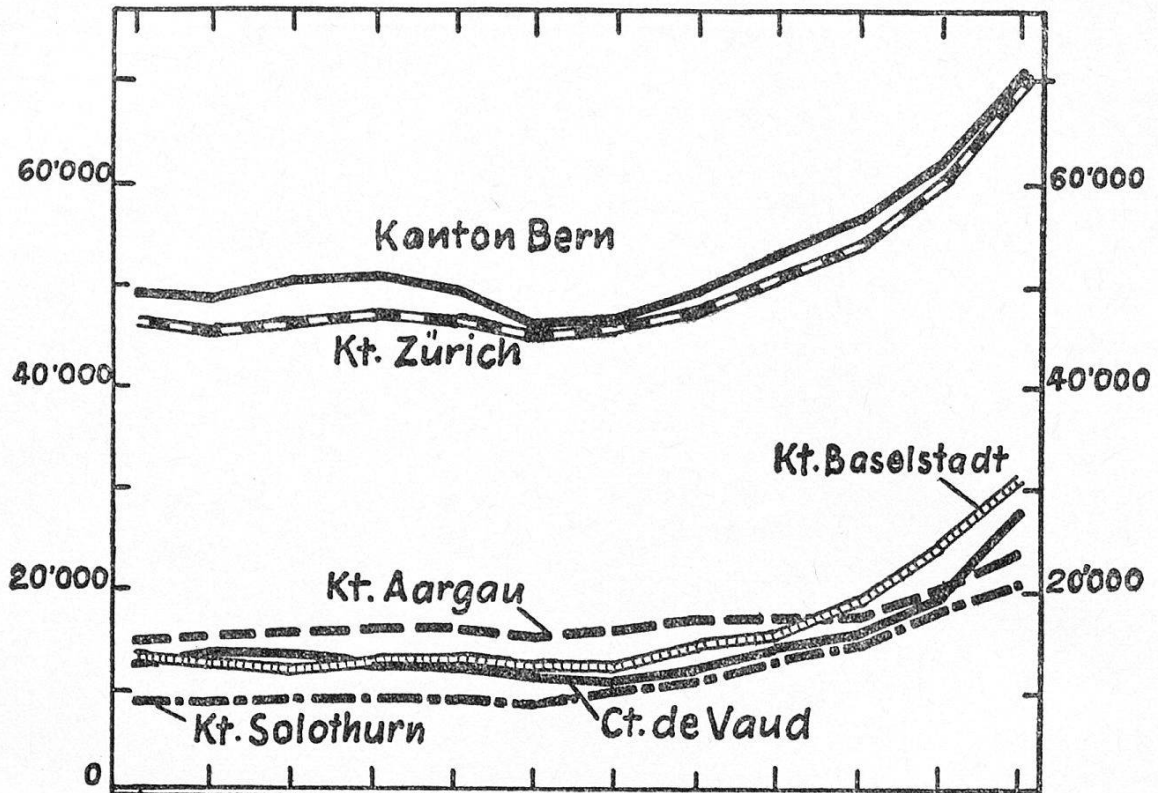 60'000
60'000
Kanton Bern
Kt. Zürich
40'000
40'000
Kt. Baselstadt
20'000
20'000
Kt. Aargau
Kt. Solothurn
Ct. de Vaud
0